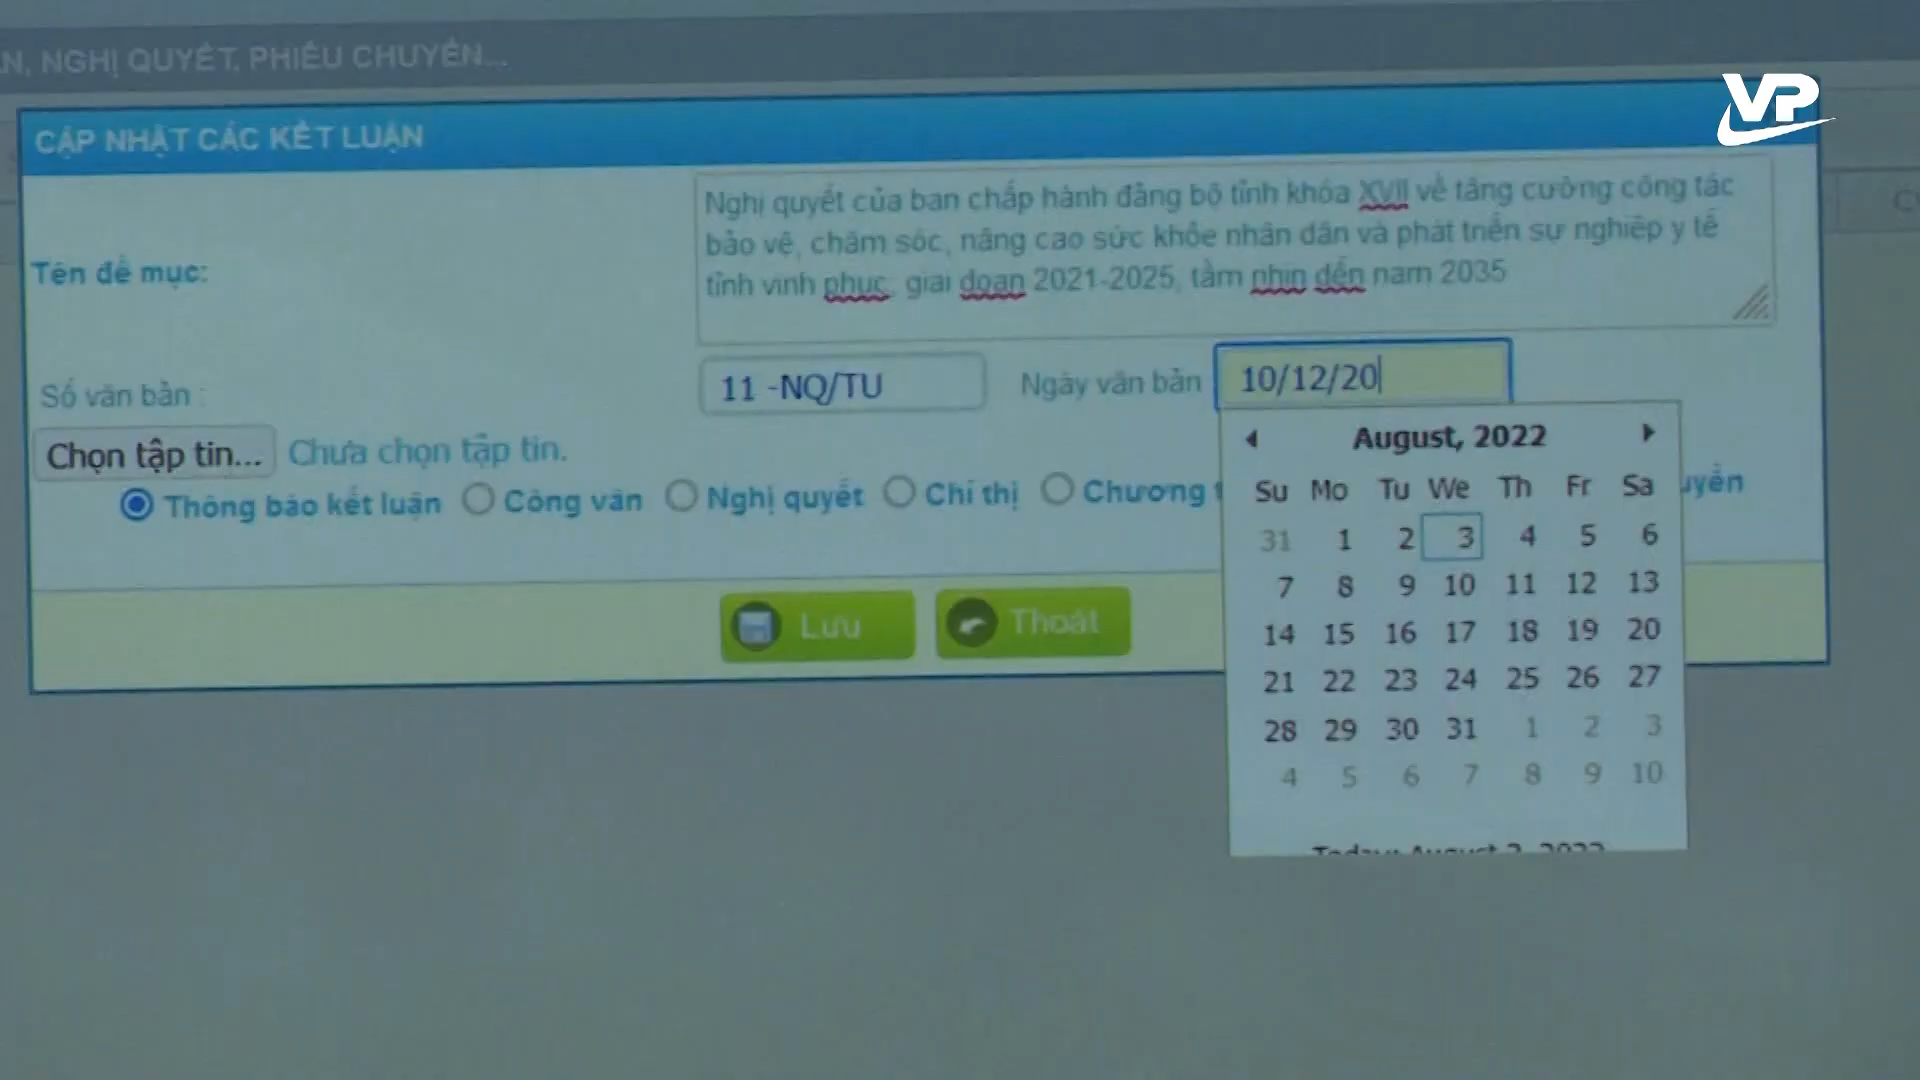 N, NGHỊ QUYẾT, PHIẾU CHUYỂN...
VP
CẬP NHẬT CÁC KẾT LUẬN
Tên đề mục:
Nghị quyết của ban chấp hành đảng bộ tỉnh khóa XVII về tăng cường công tác
bảo vệ, chăm sóc, nâng cao sức khỏe nhân dân và phát triển sự nghiệp y tế
tỉnh vinh phuc, giai doạn 2021-2025, tầm nhìn đến nam 2035
Số văn bản : 11 -NQ/TU Ngày văn bản 10/12/20
Chọn tập tin... Chưa chọn tập tin.
Thông báo kết luận Công văn Nghị quyết Chỉ thị Chương t uyển
Lưu Thoát
August, 2022
Su Mo Tu We Th Fr Sa
31 1 2 3 4 5 6
7 8 9 10 11 12 13
14 15 16 17 18 19 20
21 22 23 24 25 26 27
28 29 30 31 1 2 3
4 5 6 7 8 9 10
Today: August 3, 2022